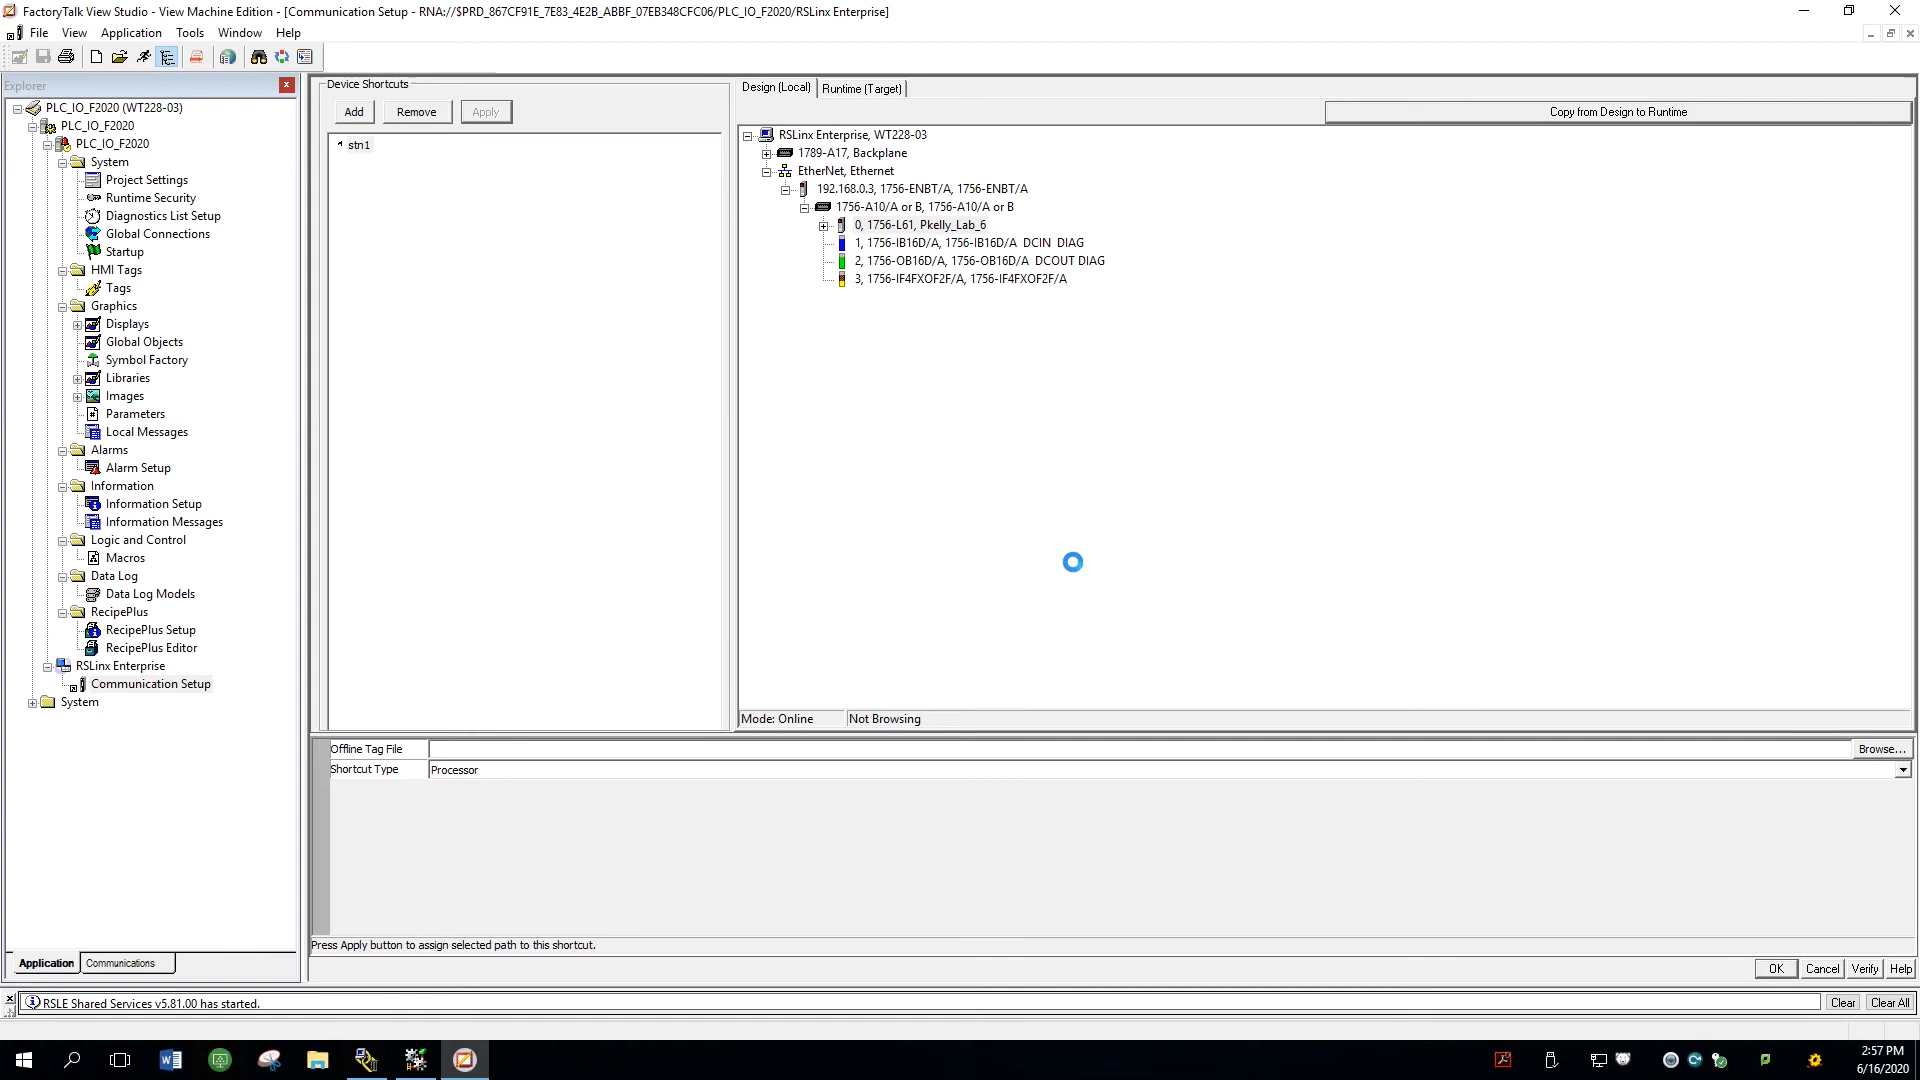 FactoryTalk View Studio - View Machine Edition - [Communication Setup - RNA://$PRD_867CF91E_7E83_4E2B_ABBF_07EB348CFC06/PLC_IO_F2020/RSLinx Enterprise]
File View Application Tools Window Help
Explorer
PLC_IO_F2020 (WT228-03)
PLC_IO_F2020
PLC_IO_F2020
System
Project Settings
Runtime Security
Diagnostics List Setup
Global Connections
Startup
HMI Tags
Tags
Graphics
Displays
Global Objects
Symbol Factory
Libraries
Images
Parameters
Local Messages
Alarms
Alarm Setup
Information
Information Setup
Information Messages
Logic and Control
Macros
Data Log
Data Log Models
RecipePlus
RecipePlus Setup
RecipePlus Editor
RSLinx Enterprise
Communication Setup
System
Application Communications
Device Shortcuts
Add Remove Apply
stn1
Design (Local) Runtime (Target)
Copy from Design to Runtime
RSLinx Enterprise, WT228-03
1789-A17, Backplane
EtherNet, Ethernet
192.168.0.3, 1756-ENBT/A, 1756-ENBT/A
1756-A10/A or B, 1756-A10/A or B
0, 1756-L61, Pkelly_Lab_6
1, 1756-IB16D/A, 1756-IB16D/A DCIN DIAG
2, 1756-OB16D/A, 1756-OB16D/A DCOUT DIAG
3, 1756-IF4FXOF2F/A, 1756-IF4FXOF2F/A
Mode: Online Not Browsing
Offline Tag File Browse...
Shortcut Type Processor
Press Apply button to assign selected path to this shortcut.
OK Cancel Verify Help
RSLE Shared Services v5.81.00 has started. Clear Clear All
2:57 PM
6/16/2020